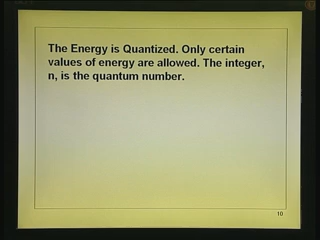 The Energy is Quantized. Only certain
values of energy are allowed. The integer,
n, is the quantum number.
10